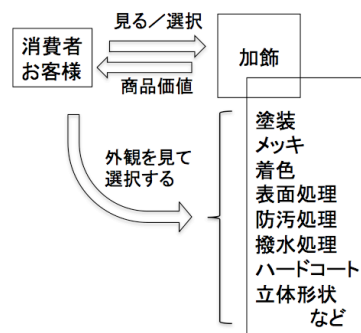 消費者
お客様
見る／選択
商品価値
加飾
外観を見て
選択する
塗装
メッキ
着色
表面処理
防汚処理
撥水処理
ハードコート
立体形状
など